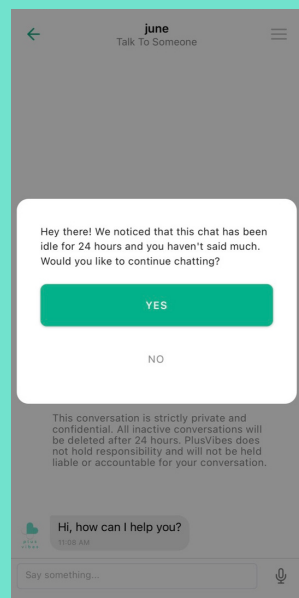 june
Talk To Someone
Hey there! We noticed that this chat has been
idle for 24 hours and you haven't said much.
Would you like to continue chatting?
YES
NO
This conversation is strictly private and
confidential. All inactive conversations will
be deleted after 24 hours. PlusVibes does
not hold responsibility and will not be held
liable or accountable for your conversation.
Hi, how can I help you?
11:08 AM
plus
vibes
Say something...